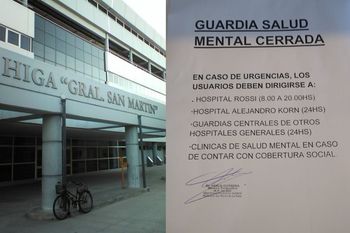 HIGA "GRAL. SAN MARTIN"
GUARDIA SALUD
MENTAL CERRADA
EN CASO DE URGENCIAS, LOS
USUARIOS DEBEN DIRIGIRSE A:
. HOSPITAL ROSSI (8.00 A 20.00HS)
-HOSPITAL ALEJANDRO KORN (24HS)
-GUARDIAS CENTRALES DE OTROS
HOSPITALES GENERALES (24HS)
-CLINICAS DE SALUD MENTAL EN CASO
DE CONTAR CON COBERTURA SOCIAL.